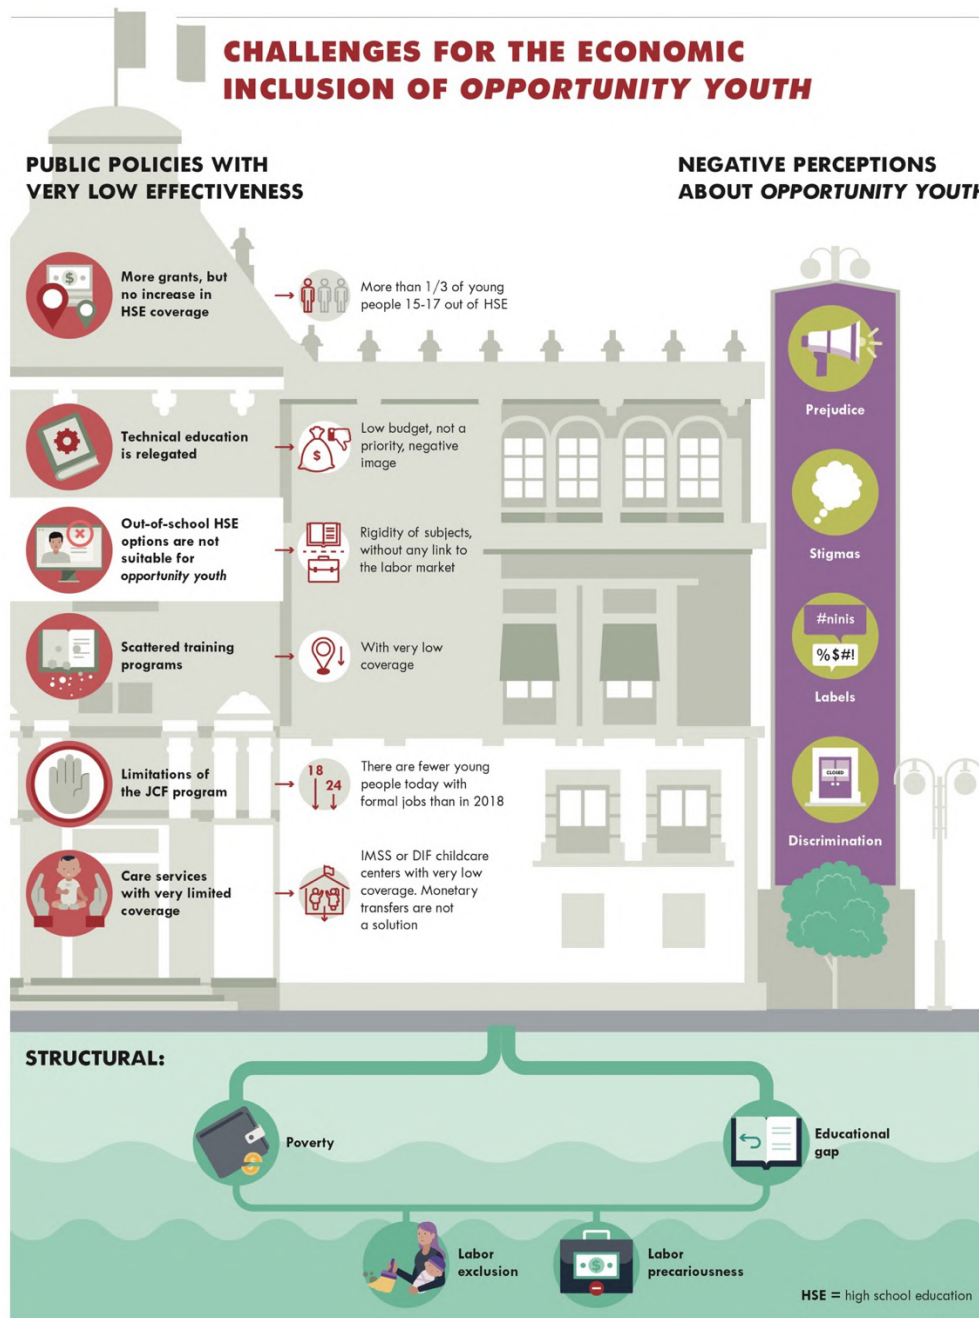 CHALLENGES FOR THE ECONOMIC
INCLUSION OF OPPORTUNITY YOUTH
PUBLIC POLICIES WITH
VERY LOW EFFECTIVENESS
$
More grants, but
no increase in
HSE coverage
More than 1/3 of young
people 15-17 out of HSE
Technical education
is relegated
$
Low budget, not a
priority, negative
image
Out-of-school HSE
options are not
suitable for
opportunity youth
Rigidity of subjects,
without any link to
the labor market
Scattered training
programs
With very low
coverage
Limitations of
the JCF program
18
24
There are fewer young
people today with
formal jobs than in 2018
Care services
with very limited
coverage
IMSS or DIF childcare
centers with very low
coverage. Monetary
transfers are not
a solution
NEGATIVE PERCEPTIONS
ABOUT OPPORTUNITY YOUTH
Prejudice
Stigmas
#ninis
%$#!
Labels
CLOSED
Discrimination
STRUCTURAL:
$
Poverty
Educational
gap
Labor
exclusion
$
Labor
precariousness
HSE = high school education